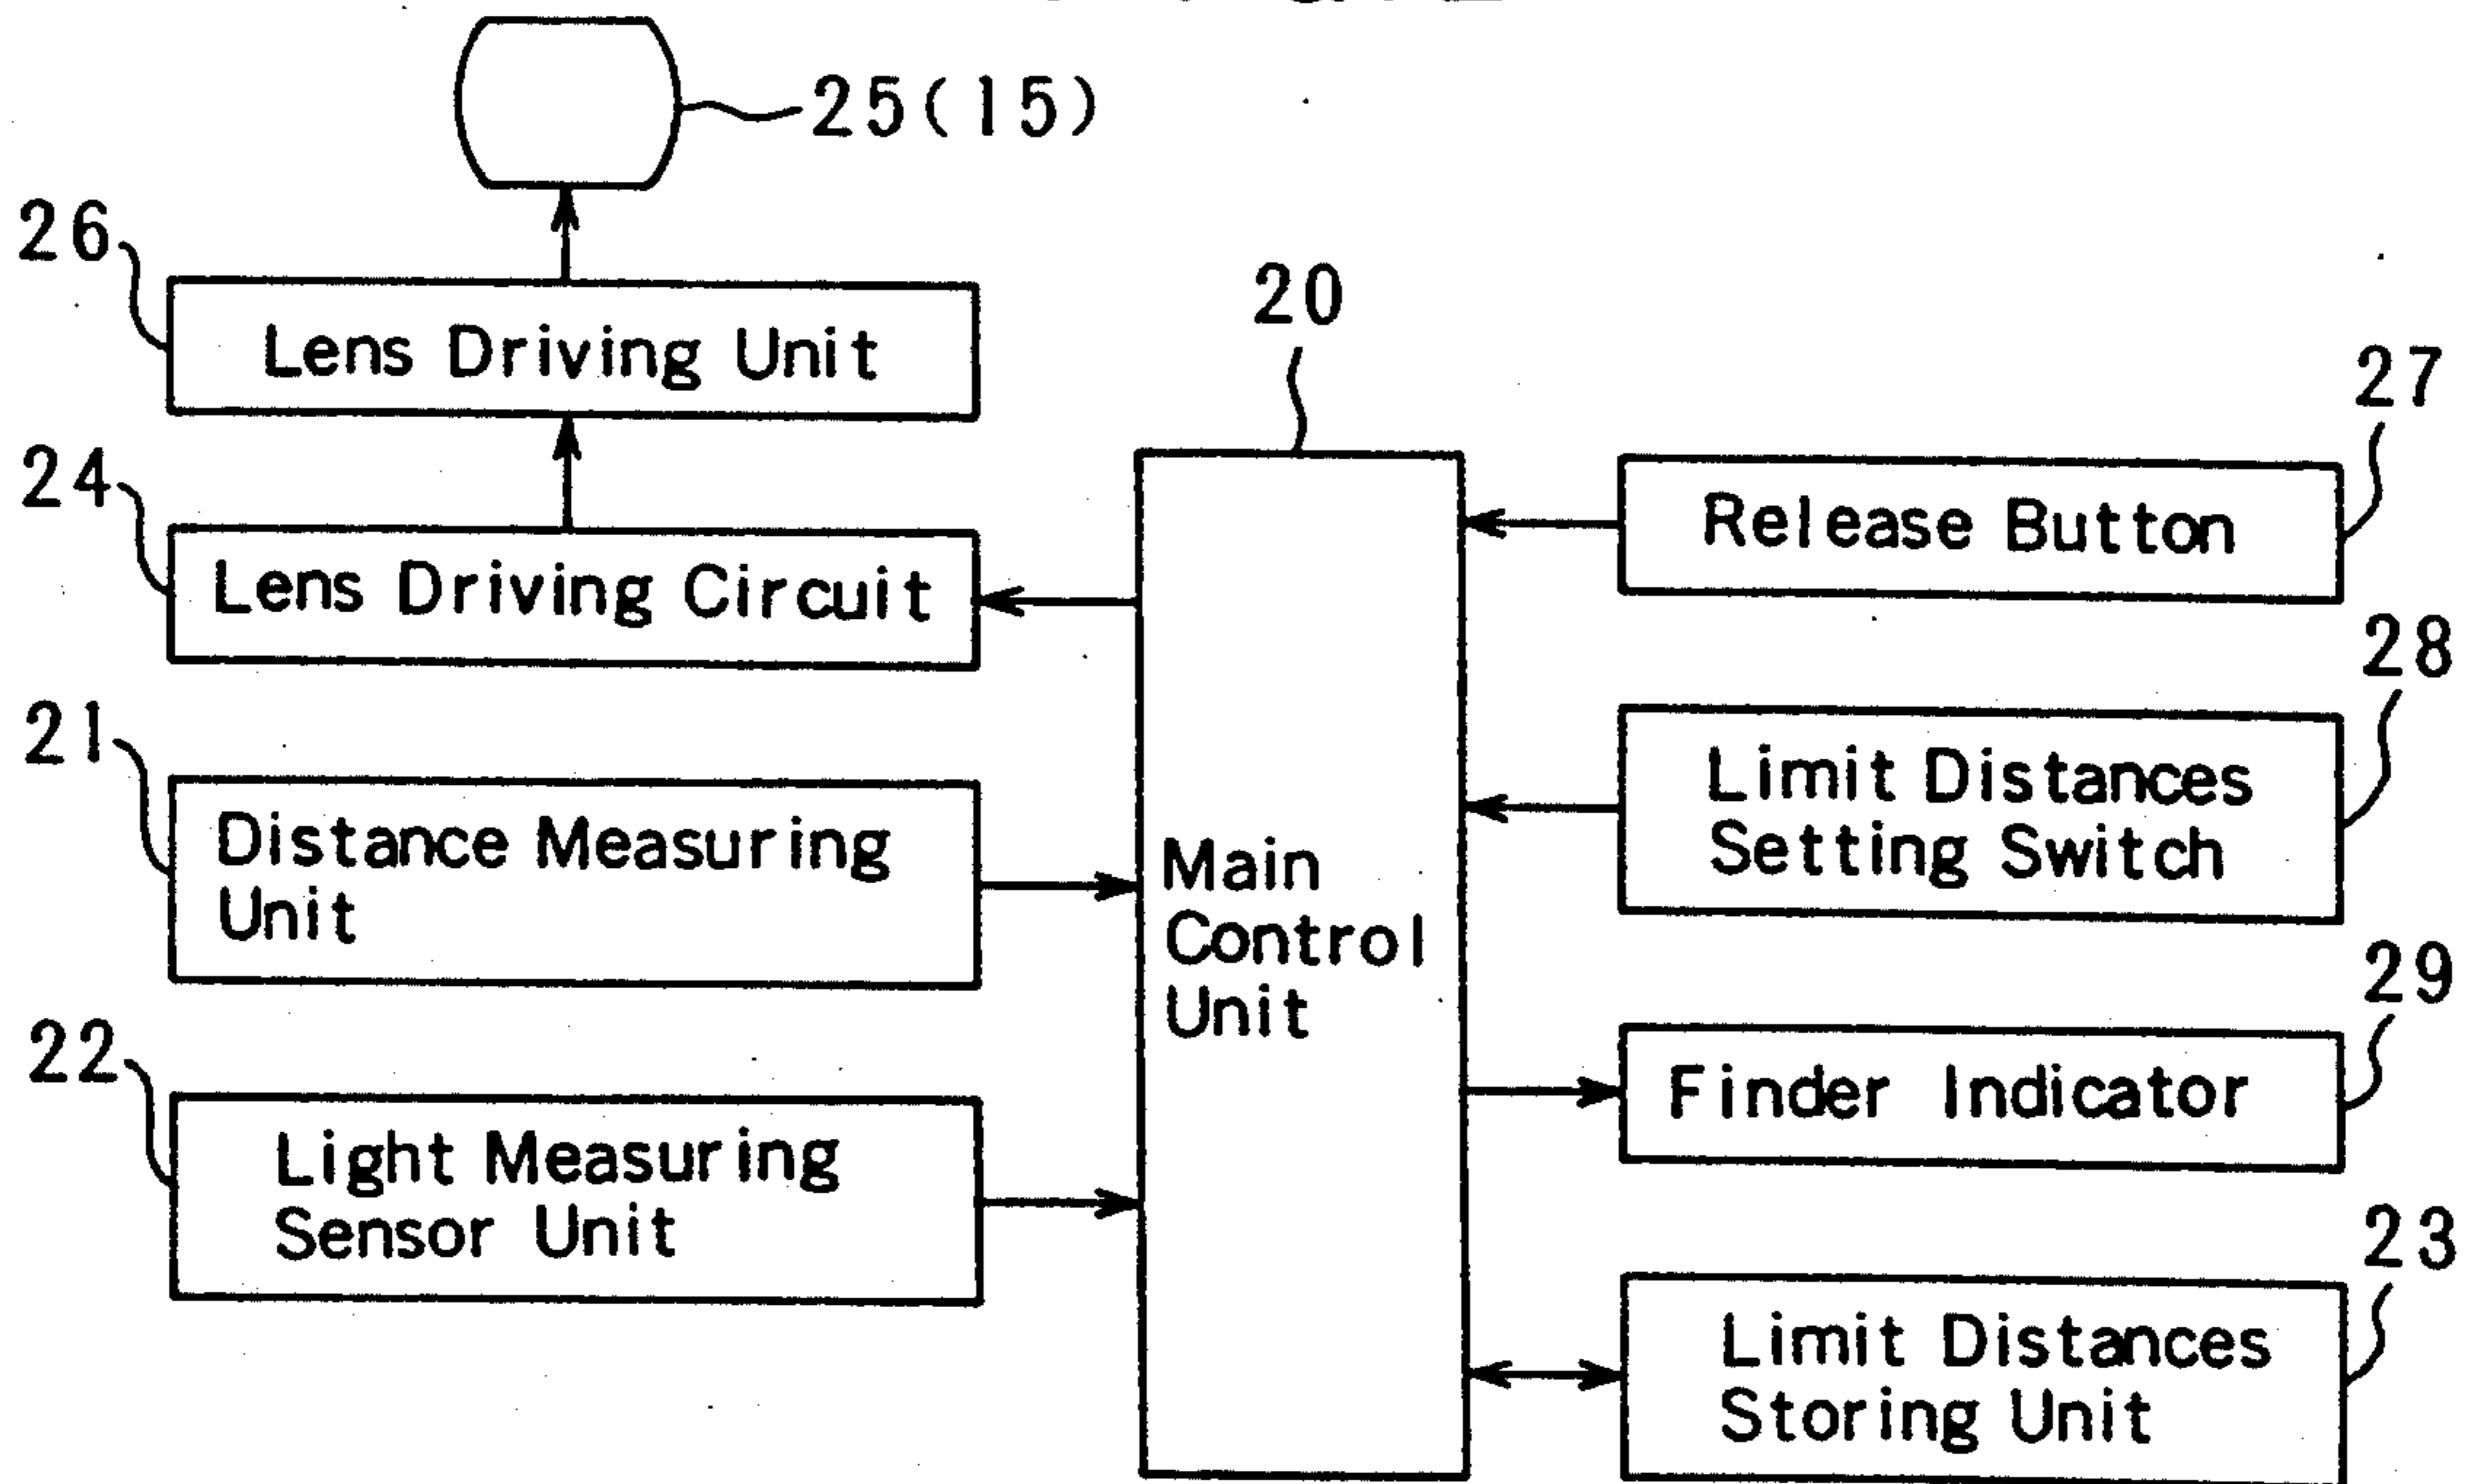 25(15)
26
Lens Driving Unit
20
27
24
Lens Driving Circuit
Release Button
28
21
Distance Measuring
Unit
Limit Distances
Setting Switch
Main
Control
Unit
29
22
Light Measuring
Sensor Unit
Finder Indicator
23
Limit Distances
Storing Unit